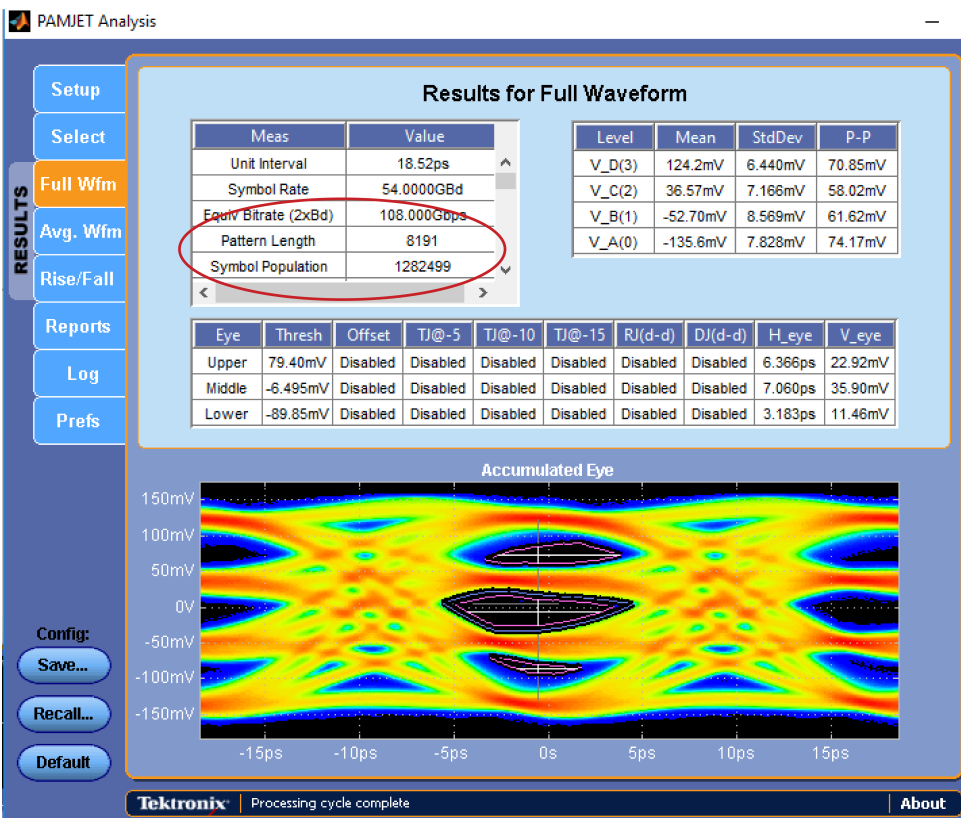 PAMJET Analysis
RESULTS
Setup
Select
Full Wfm
Avg. Wfm
Rise/Fall
Reports
Log
Prefs
Config:
Save...
Recall...
Default
Results for Full Waveform
Meas Value
Unit Interval 18.52ps
Symbol Rate 54.0000GBd
Equiv Bitrate (2xBd) 108.000Gbps
Pattern Length 8191
Symbol Population 1282499
Level Mean StdDev P-P
V_D(3) 124.2mV 6.440mV 70.85mV
V_C(2) 36.57mV 7.166mV 58.02mV
V_B(1) -52.70mV 8.569mV 61.62mV
V_A(0) -135.6mV 7.828mV 74.17mV
Eye Thresh Offset TJ@-5 TJ@-10 TJ@-15 RJ(d-d) DJ(d-d) H_eye V_eye
Upper 79.40mV Disabled Disabled Disabled Disabled Disabled Disabled 6.366ps 22.92mV
Middle -6.495mV Disabled Disabled Disabled Disabled Disabled Disabled 7.060ps 35.90mV
Lower -89.85mV Disabled Disabled Disabled Disabled Disabled Disabled 3.183ps 11.46mV
Accumulated Eye
150mV
100mV
50mV
0V
-50mV
-100mV
-150mV
-15ps -10ps -5ps 0s 5ps 10ps 15ps
Tektronix Processing cycle complete About